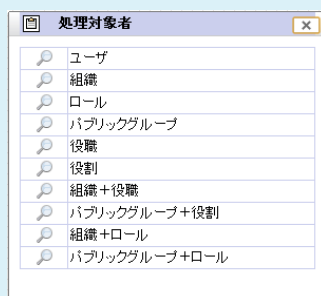 処理対象者
ユーザ
組織
ロール
パブリックグループ
役職
役割
組織＋役職
パブリックグループ＋役割
組織＋ロール
パブリックグループ＋ロール